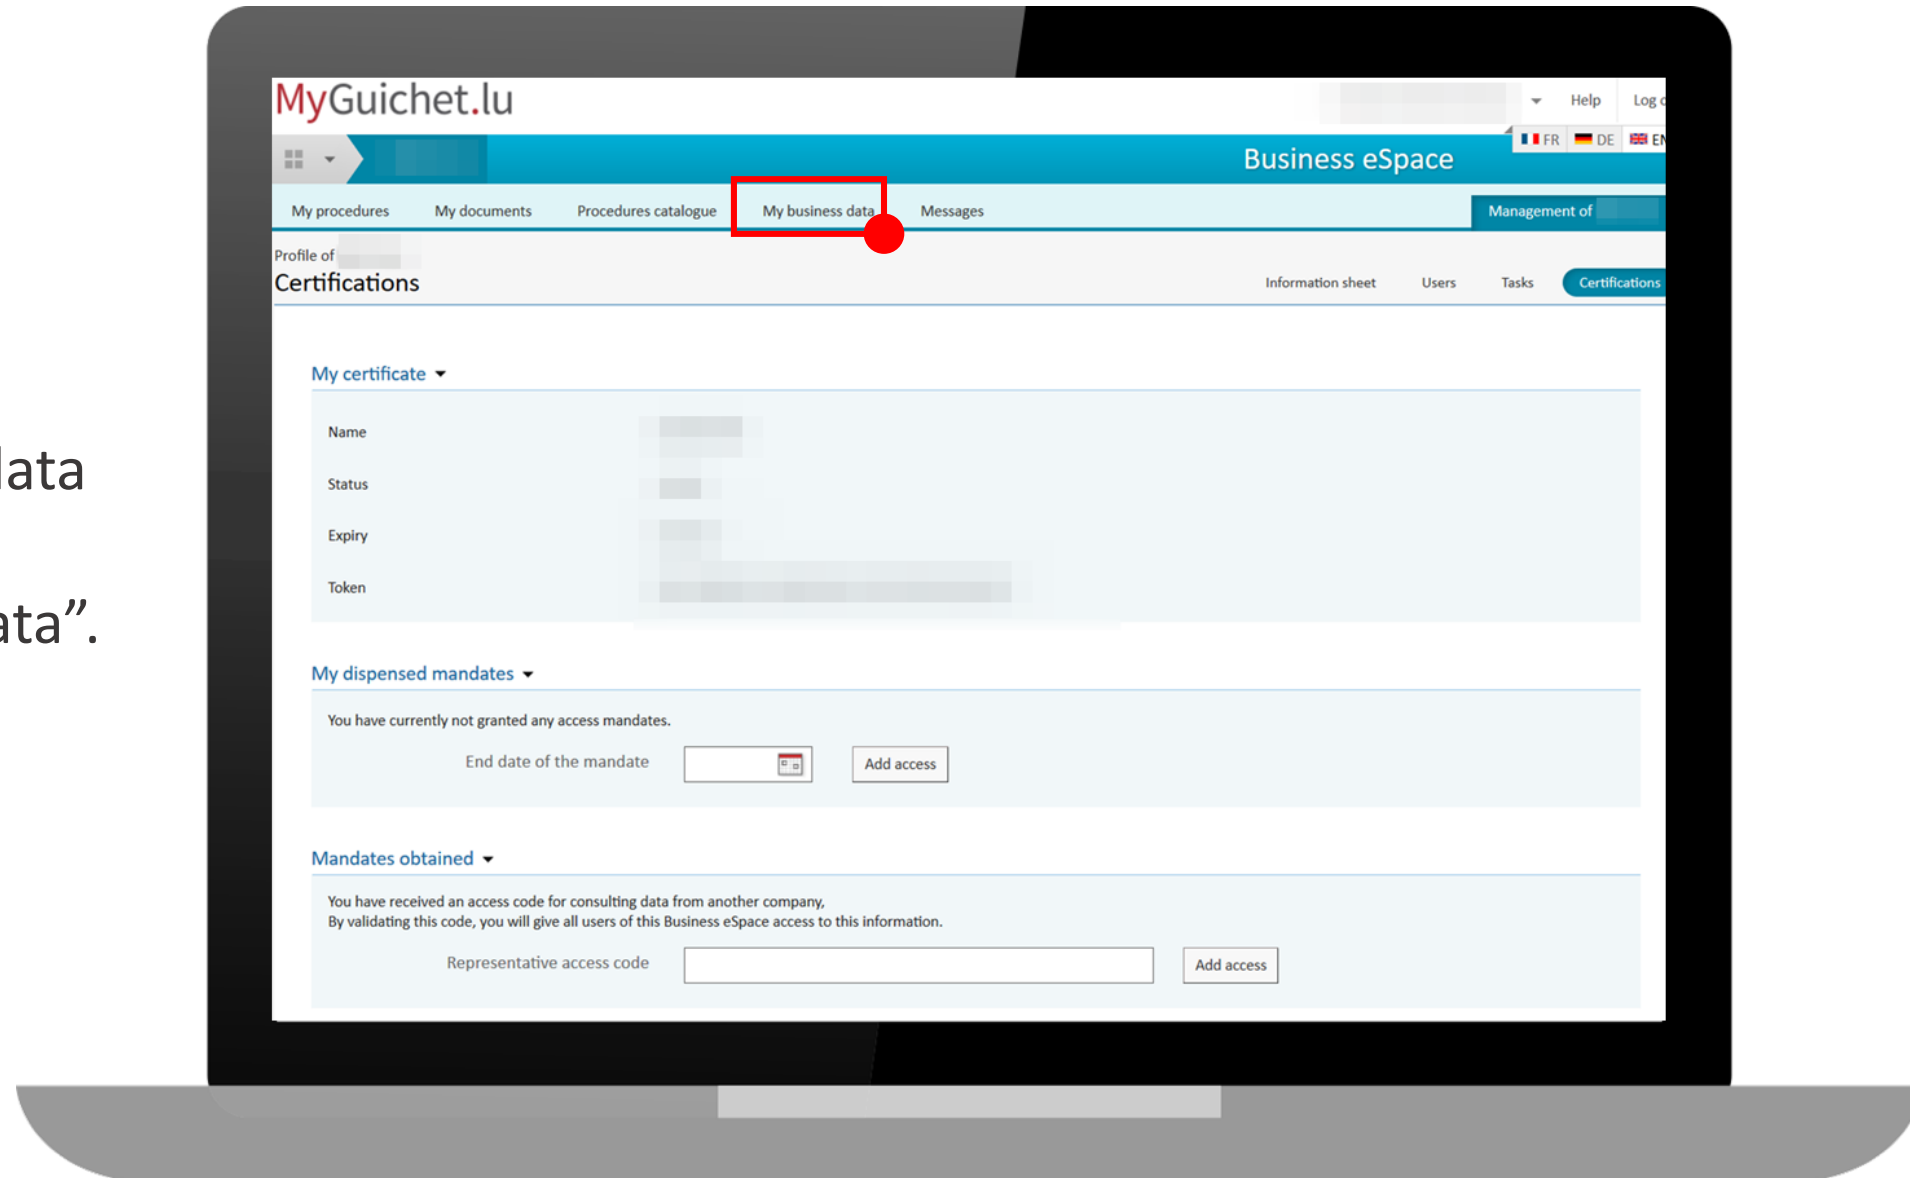 MyGuichet.lu
Help
Log
FR DE EN
Business eSpace
My procedures My documents Procedures catalogue My business data Messages
Management of
Profile of
Certifications
Information sheet Users Tasks Certifications
My certificate
Name
Status
Expiry
Token
My dispensed mandates
You have currently not granted any access mandates.
End date of the mandate
Add access
Mandates obtained
You have received an access code for consulting data from another company,
By validating this code, you will give all users of this Business eSpace access to this information.
Representative access code
Add access